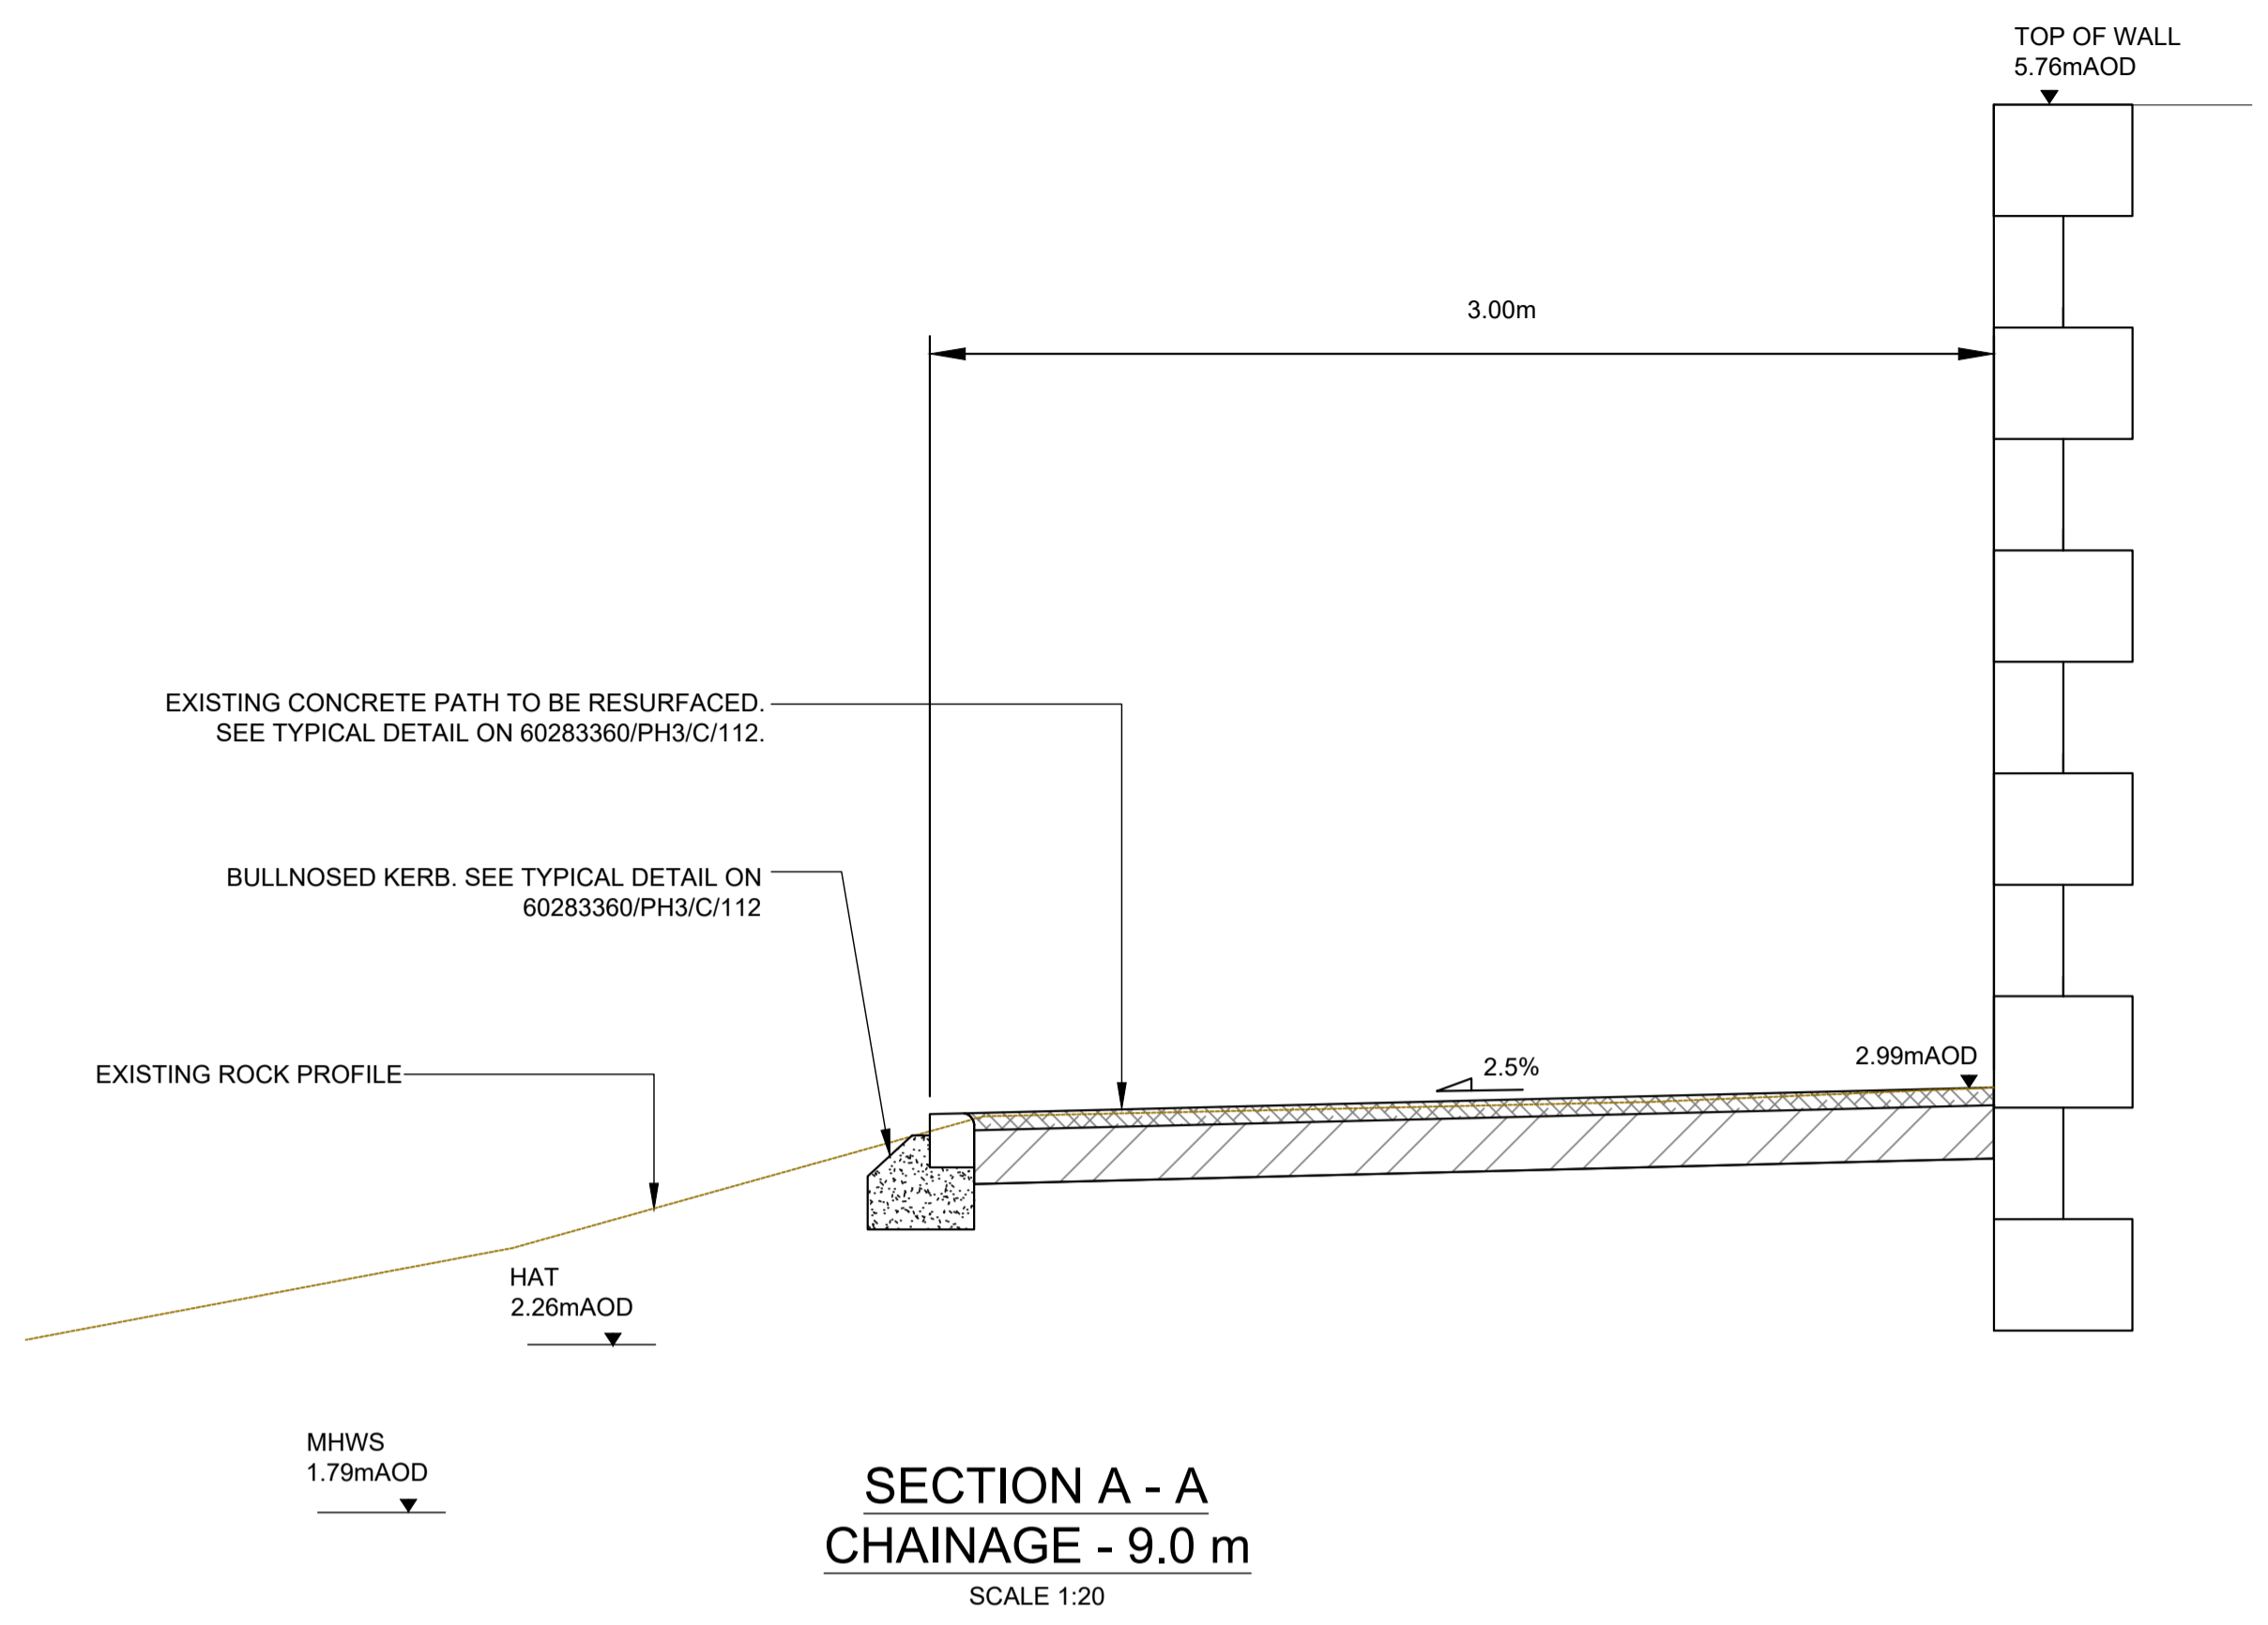 TOP OF WALL
5.76mAOD
3.00m
EXISTING CONCRETE PATH TO BE RESURFACED.
SEE TYPICAL DETAIL ON 60283360/PH3/C/112.
BULLNOSED KERB. SEE TYPICAL DETAIL ON
60283360/PH3/C/112
2.99mAOD
2.5%
EXISTING ROCK PROFILE
HAT
2.26mAOD
MHWS
1.79mAOD
SECTION A - A
CHAINAGE - 9.0 m
SCALE 1:20